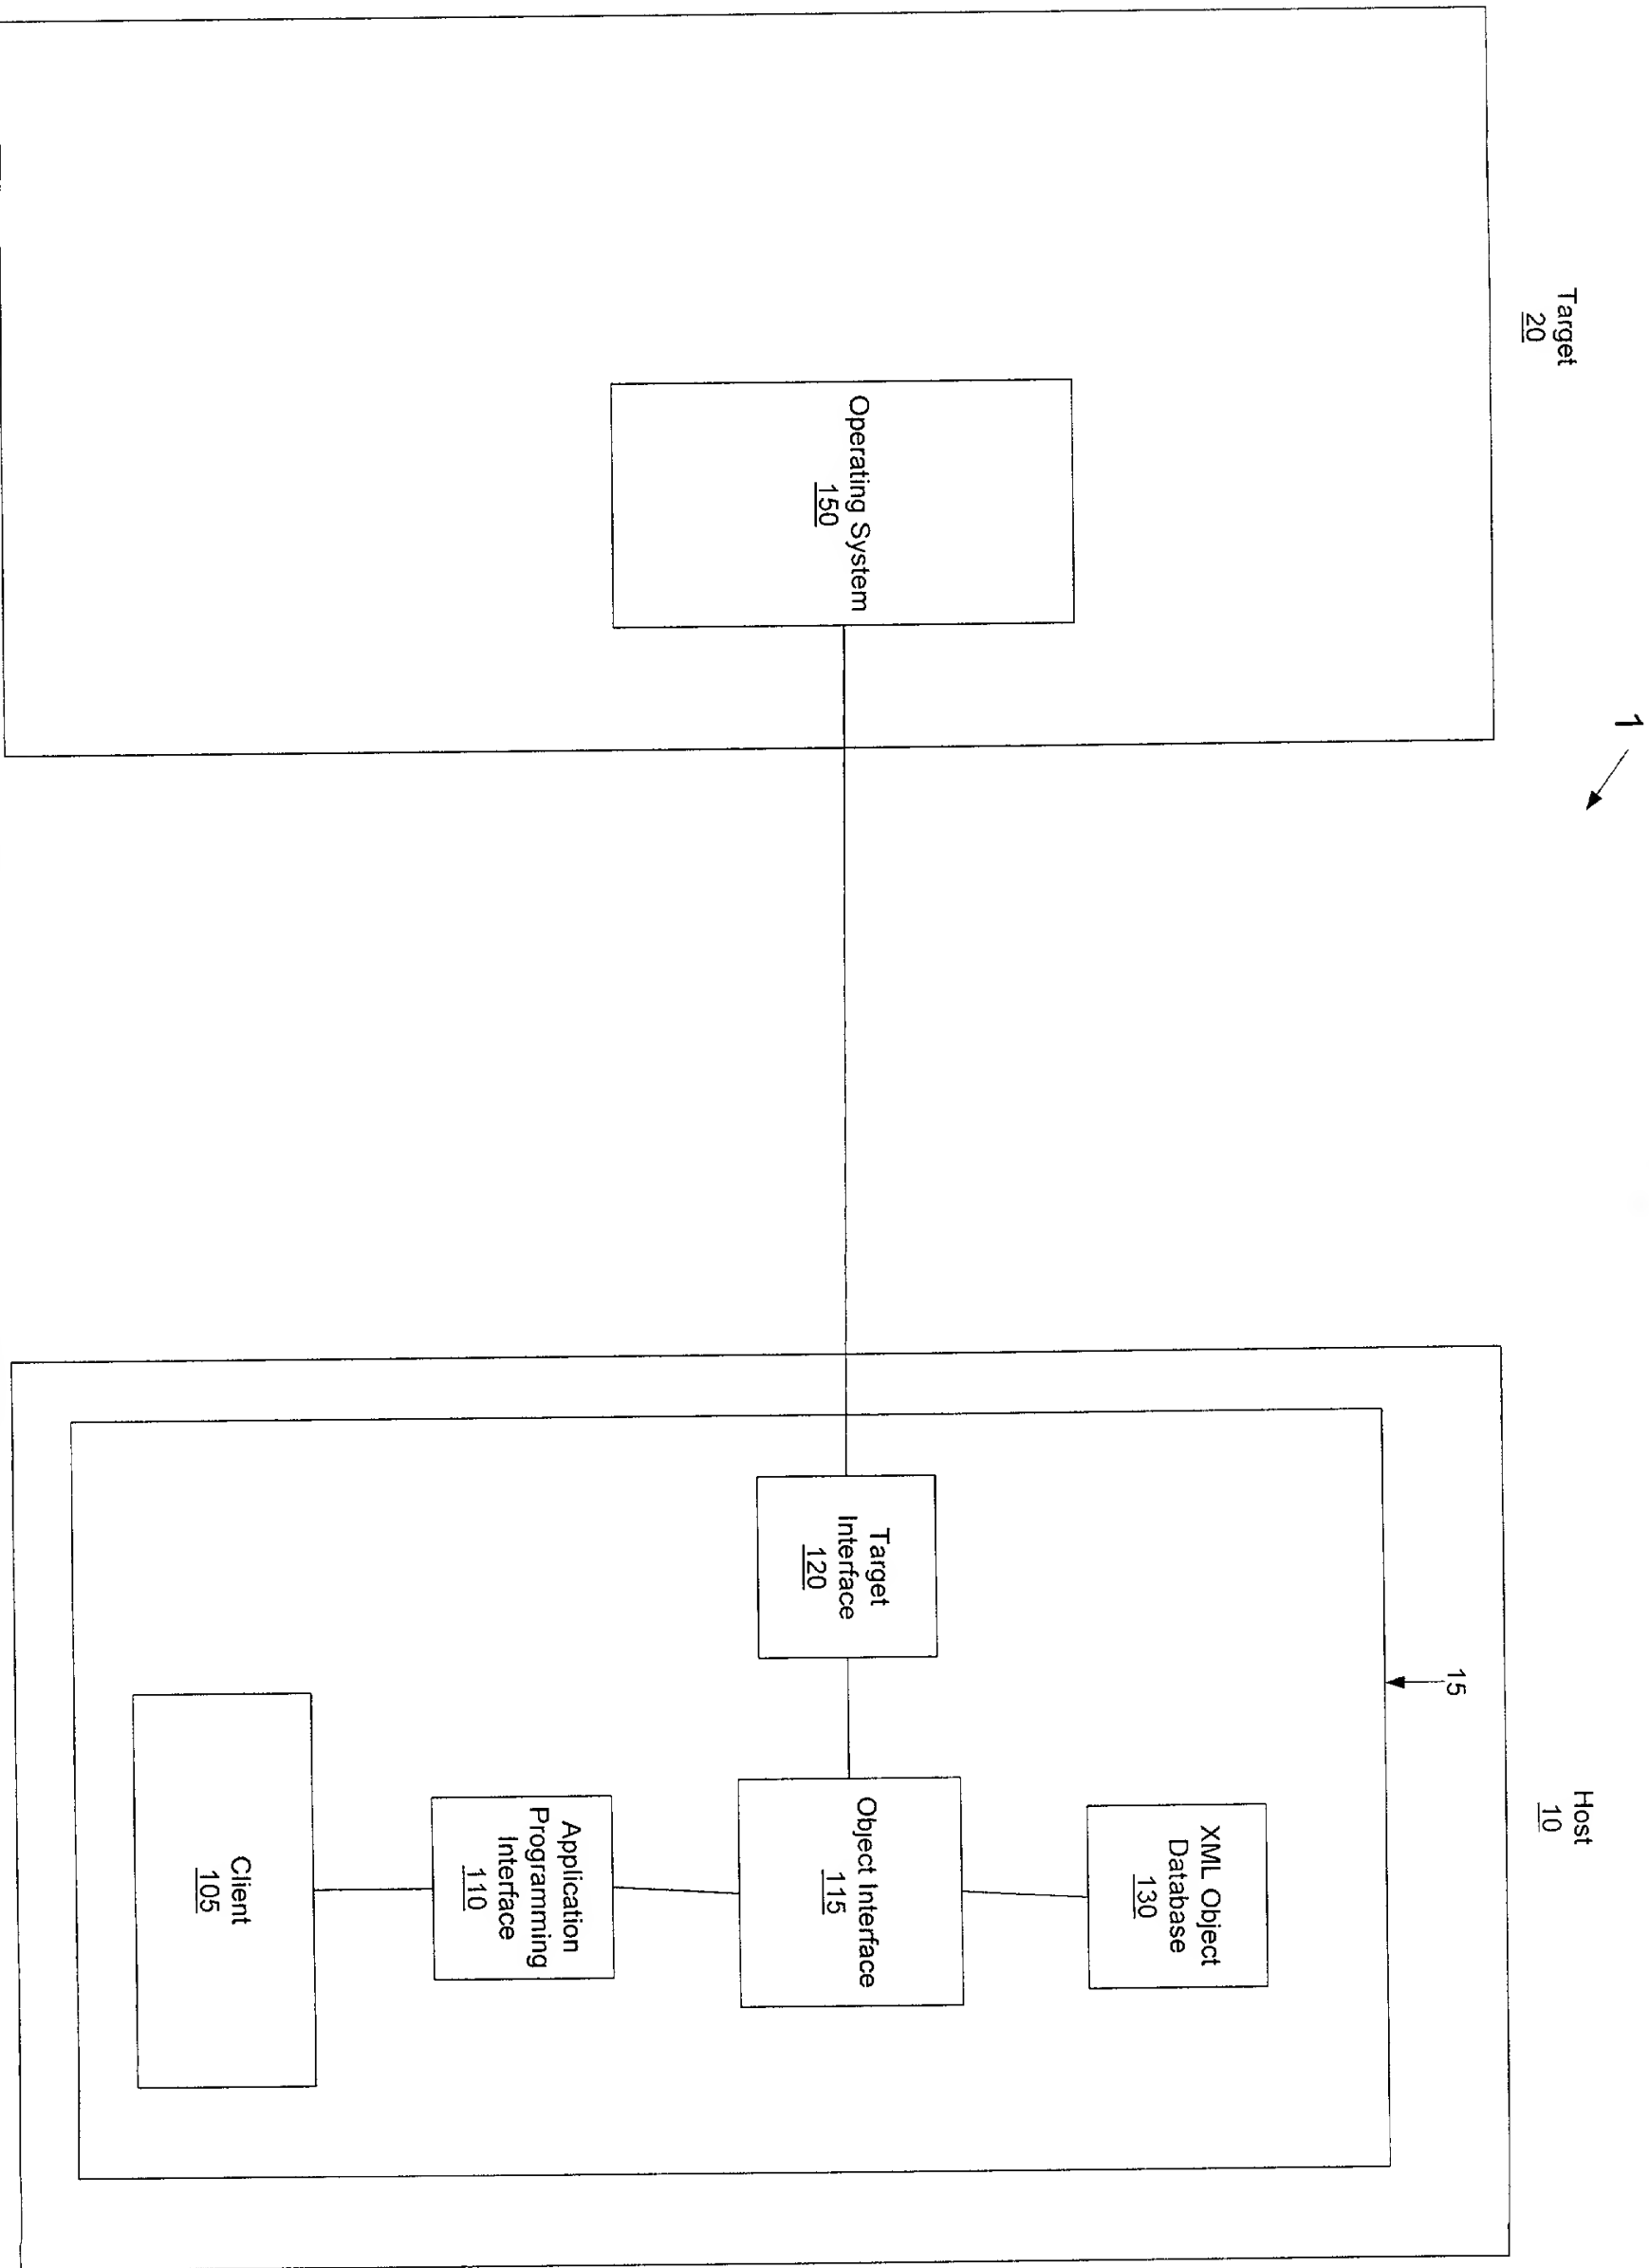 1
Target
20
Operating System
150
Host
10
15
Target
Interface
120
XML Object
Database
130
Object Interface
115
Application
Programming
Interface
110
Client
105